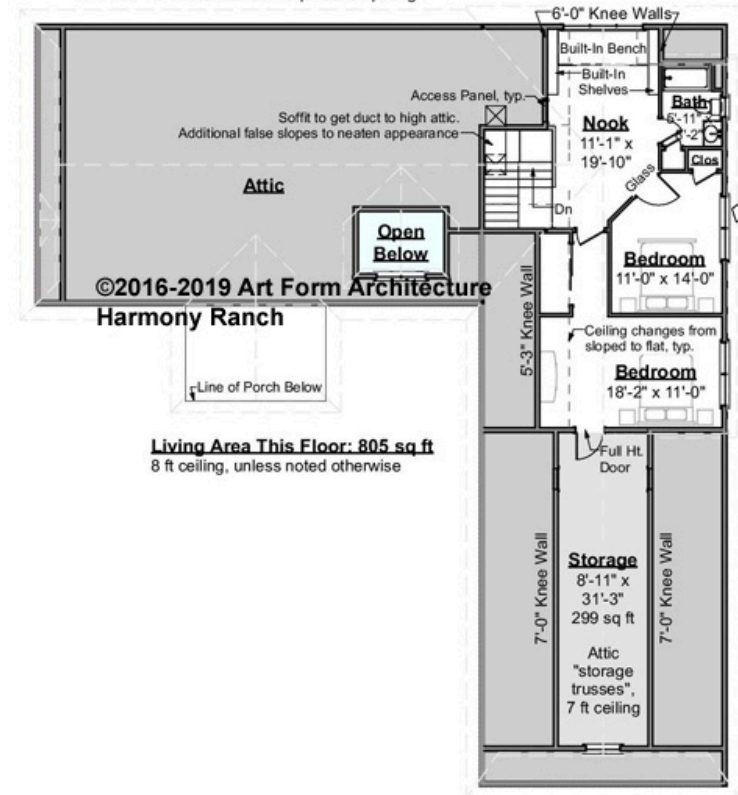 6'-0" Knee Walls
Built-In Bench
Built-In
Shelves
Access Panel, typ.
Soffit to get duct to high attic.
Additional false slopes to neaten appearance
Bath
5'-11" x
Nook
11'-1" x
19'-10"
Clos
Glass
Attic
Dn
Open
Below
Bedroom
11'-0" x 14'-0"
©2016-2019 Art Form Architecture
Harmony Ranch
5'-3" Knee Wall
Ceiling changes from
sloped to flat, typ.
Bedroom
18'-2" x 11'-0"
Line of Porch Below
Living Area This Floor: 805 sq ft
8 ft ceiling, unless noted otherwise
Full Ht.
Door
7'-0" Knee Wall
Storage
8'-11" x
31'-3"
299 sq ft
Attic
"storage
trusses",
7 ft ceiling
7'-0" Knee Wall